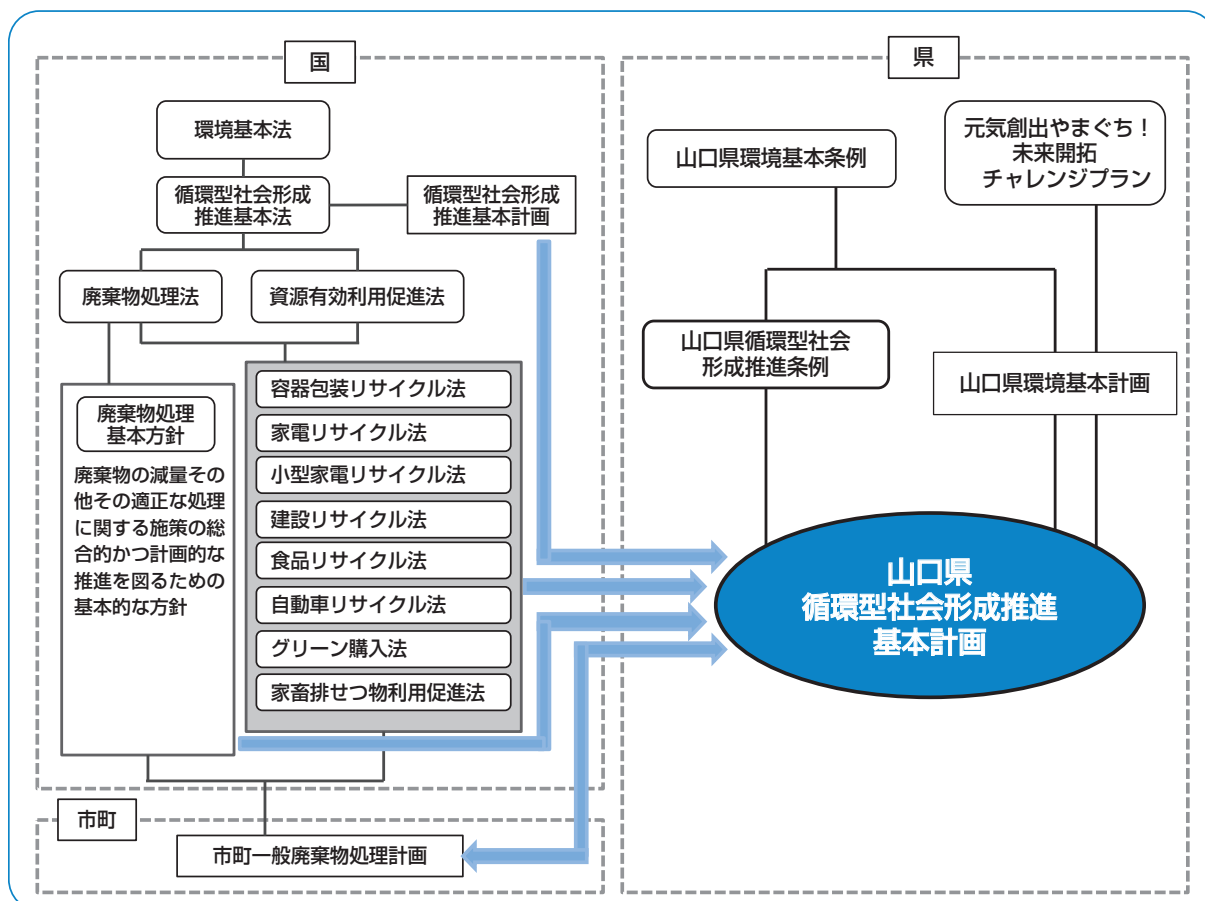 国
環境基本法
循環型社会形成
推進基本法
循環型社会形成
推進基本計画
廃棄物処理法
資源有効利用促進法
廃棄物処理
基本方針
廃棄物の減量その
他その適正な処理
に関する施策の総
合的かつ計画的な
推進を図るための
基本的な方針
容器包装リサイクル法
家電リサイクル法
小型家電リサイクル法
建設リサイクル法
食品リサイクル法
自動車リサイクル法
グリーン購入法
家畜排せつ物利用促進法
市町
市町一般廃棄物処理計画
県
山口県環境基本条例
元気創出やまぐち！
未来開拓
チャレンジプラン
山口県循環型社会
形成推進条例
山口県環境基本計画
山口県
循環型社会形成推進
基本計画